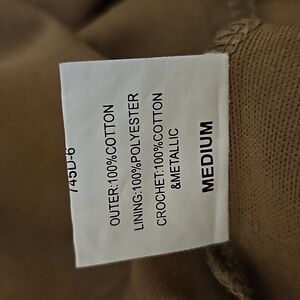 745D-6
OUTER:100%COTTON
LINING:100%POLYESTER
CROCHET:100%COTTON
&METALLIC
MEDIUM